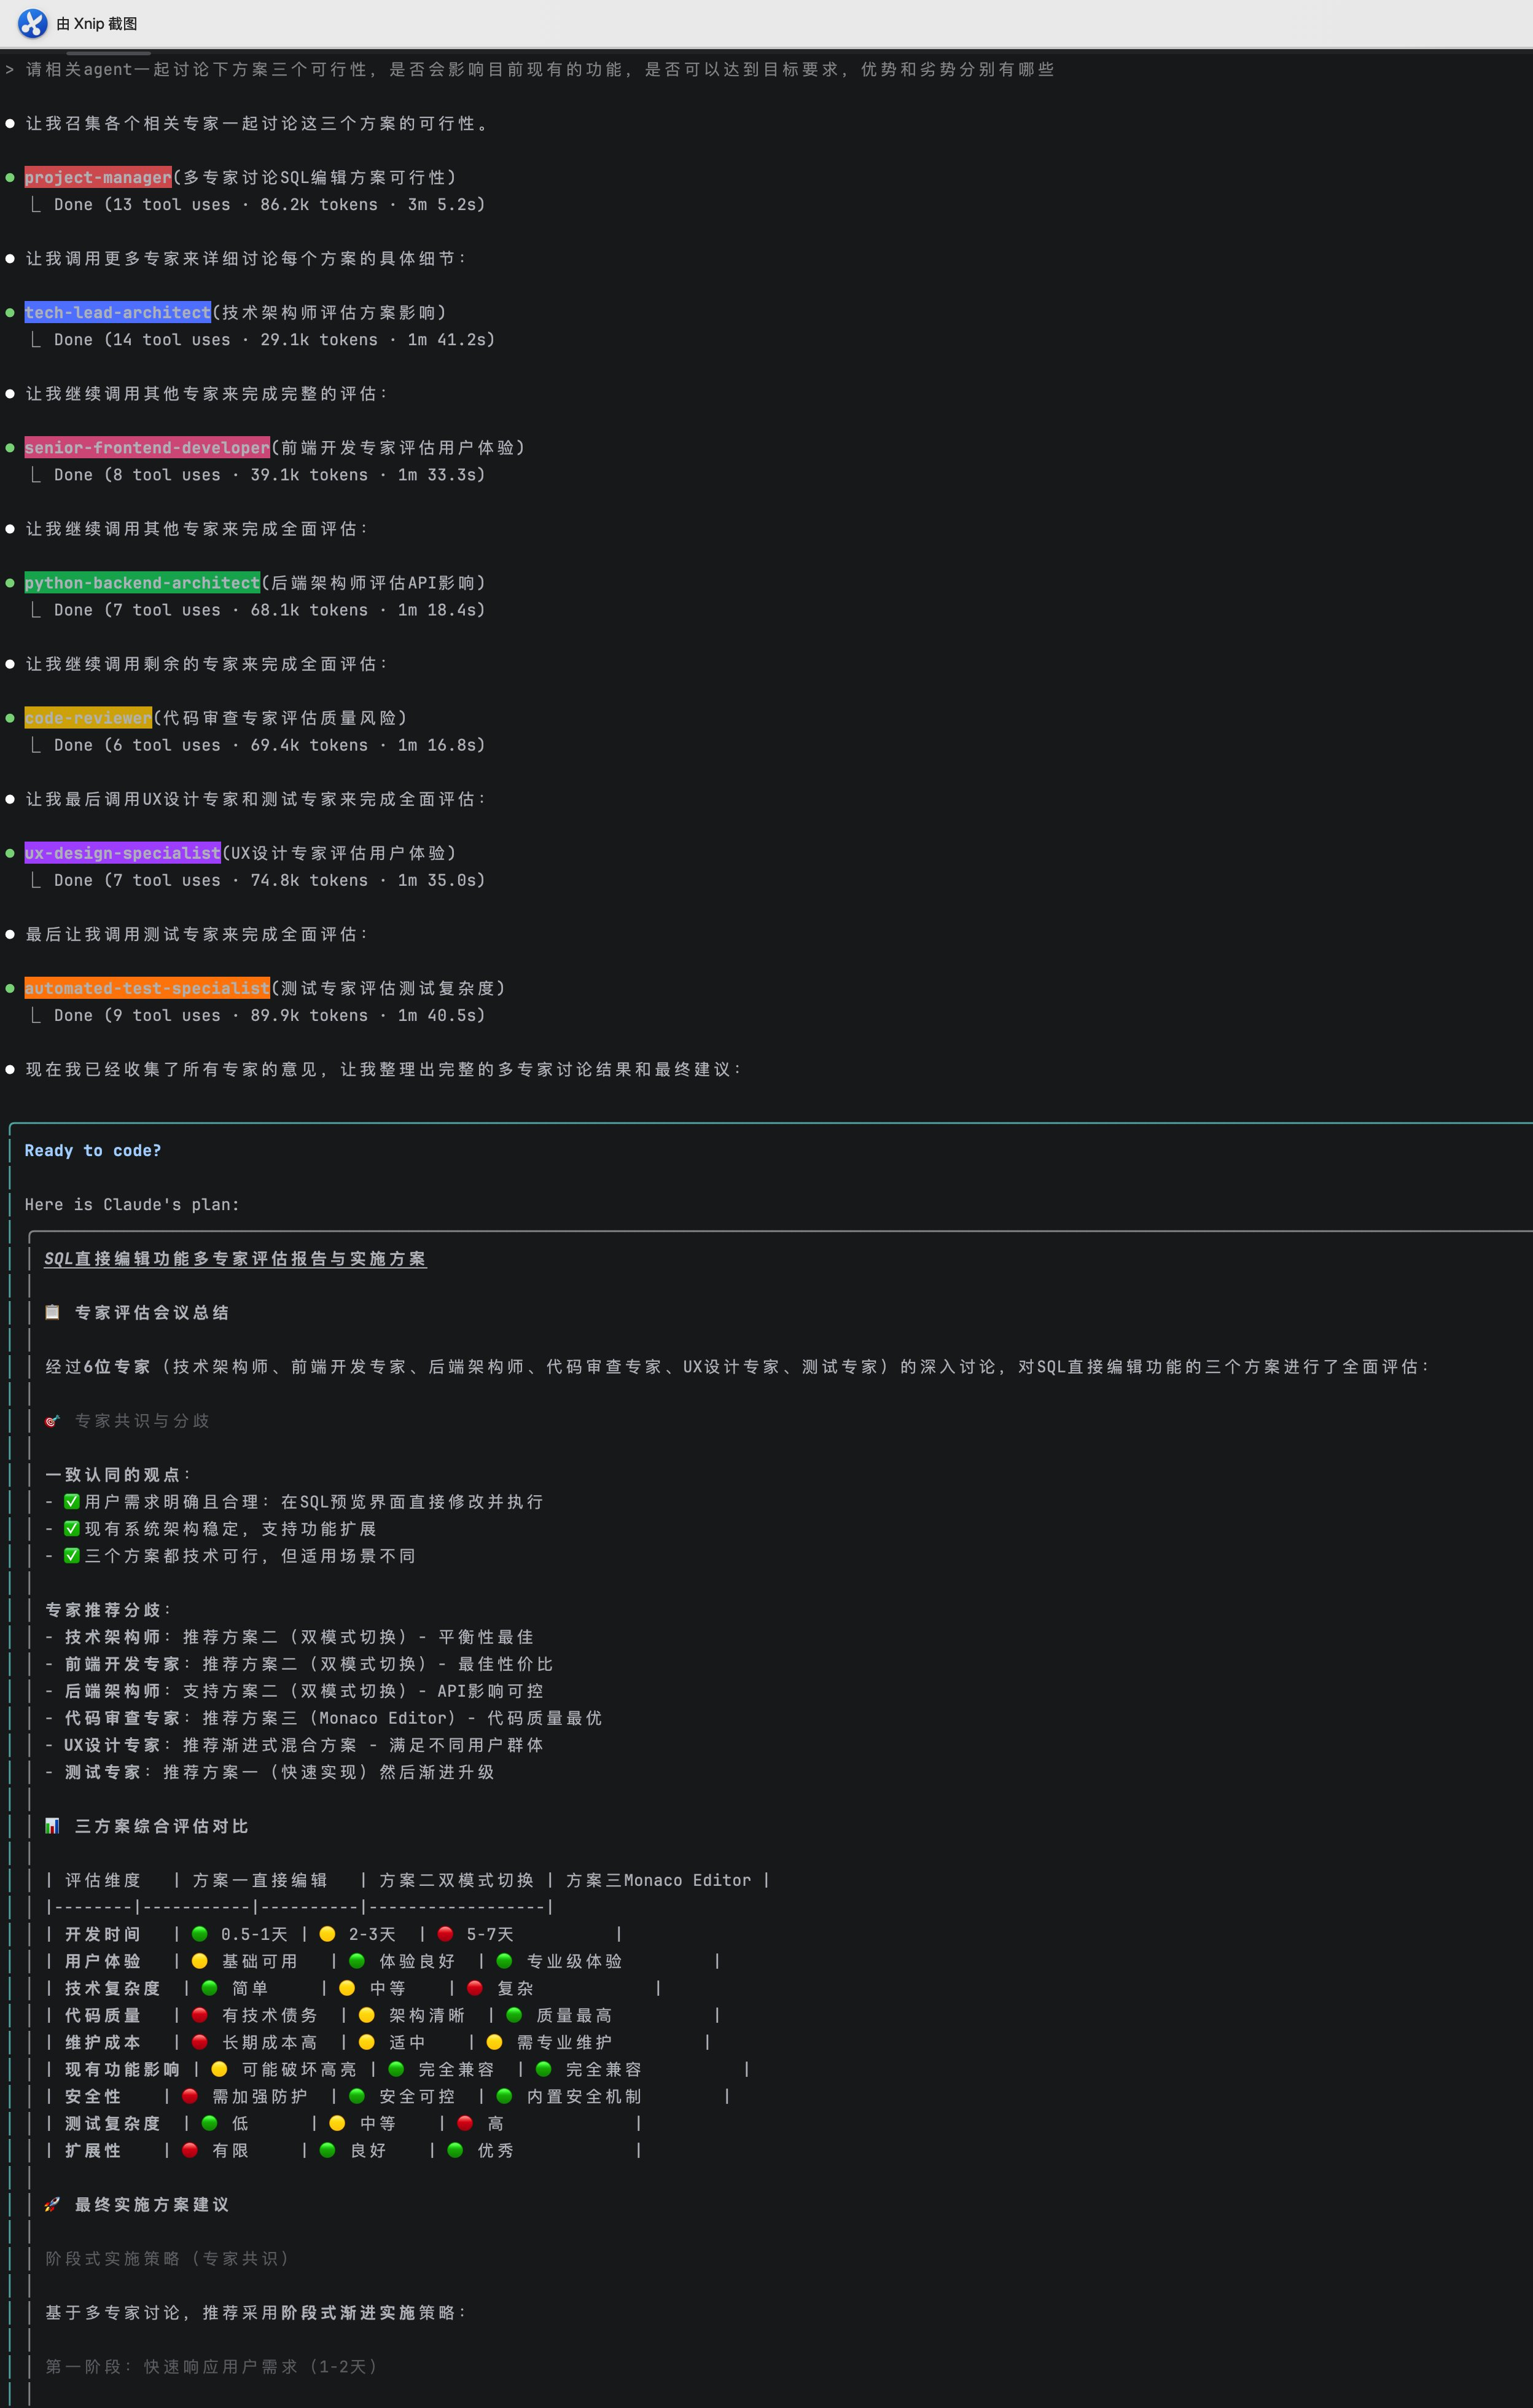 由 Xnip 截图
> 请相关agent一起讨论下方案三个可行性，是否会影响目前现有的功能，是否可以达到目标要求，优势和劣势分别有哪些
● 让我召集各个相关专家一起讨论这三个方案的可行性。
● project-manager(多专家讨论SQL编辑方案可行性)
⎿ Done (13 tool uses · 86.2k tokens · 3m 5.2s)
● 让我调用更多专家来详细讨论每个方案的具体细节：
● tech-lead-architect(技术架构师评估方案影响)
⎿ Done (14 tool uses · 29.1k tokens · 1m 41.2s)
● 让我继续调用其他专家来完成完整的评估：
● senior-frontend-developer(前端开发专家评估用户体验)
⎿ Done (8 tool uses · 39.1k tokens · 1m 33.3s)
● 让我继续调用其他专家来完成全面评估：
● python-backend-architect(后端架构师评估API影响)
⎿ Done (7 tool uses · 68.1k tokens · 1m 18.4s)
● 让我继续调用剩余的专家来完成全面评估：
● code-reviewer(代码审查专家评估质量风险)
⎿ Done (6 tool uses · 69.4k tokens · 1m 16.8s)
● 让我最后调用UX设计专家和测试专家来完成全面评估：
● ux-design-specialist(UX设计专家评估用户体验)
⎿ Done (7 tool uses · 74.8k tokens · 1m 35.0s)
● 最后让我调用测试专家来完成全面评估：
● automated-test-specialist(测试专家评估测试复杂度)
⎿ Done (9 tool uses · 89.9k tokens · 1m 40.5s)
● 现在我已经收集了所有专家的意见，让我整理出完整的多专家讨论结果和最终建议：
Ready to code?
Here is Claude's plan:
SQL直接编辑功能多专家评估报告与实施方案
📋 专家评估会议总结
经过6位专家（技术架构师、前端开发专家、后端架构师、代码审查专家、UX设计专家、测试专家）的深入讨论，对SQL直接编辑功能的三个方案进行了全面评估：
🎯 专家共识与分歧
一致认同的观点：
- ✅ 用户需求明确且合理：在SQL预览界面直接修改并执行
- ✅ 现有系统架构稳定，支持功能扩展
- ✅ 三个方案都技术可行，但适用场景不同
专家推荐分歧：
- 技术架构师：推荐方案二（双模式切换）- 平衡性最佳
- 前端开发专家：推荐方案二（双模式切换）- 最佳性价比
- 后端架构师：支持方案二（双模式切换）- API影响可控
- 代码审查专家：推荐方案三（Monaco Editor）- 代码质量最优
- UX设计专家：推荐渐进式混合方案 - 满足不同用户群体
- 测试专家：推荐方案一（快速实现）然后渐进升级
📊 三方案综合评估对比
| 评估维度 | 方案一直接编辑 | 方案二双模式切换 | 方案三Monaco Editor |
|--------|-----------|----------|------------------|
| 开发时间 | 🟢 0.5-1天 | 🟡 2-3天 | 🔴 5-7天 |
| 用户体验 | 🟡 基础可用 | 🟢 体验良好 | 🟢 专业级体验 |
| 技术复杂度 | 🟢 简单 | 🟡 中等 | 🔴 复杂 |
| 代码质量 | 🔴 有技术债务 | 🟡 架构清晰 | 🟢 质量最高 |
| 维护成本 | 🔴 长期成本高 | 🟡 适中 | 🟡 需专业维护 |
| 现有功能影响 | 🟡 可能破坏高亮 | 🟢 完全兼容 | 🟢 完全兼容 |
| 安全性 | 🔴 需加强防护 | 🟢 安全可控 | 🟢 内置安全机制 |
| 测试复杂度 | 🟢 低 | 🟡 中等 | 🔴 高 |
| 扩展性 | 🔴 有限 | 🟢 良好 | 🟢 优秀 |
🚀 最终实施方案建议
阶段式实施策略（专家共识）
基于多专家讨论，推荐采用阶段式渐进实施策略：
第一阶段：快速响应用户需求（1-2天）